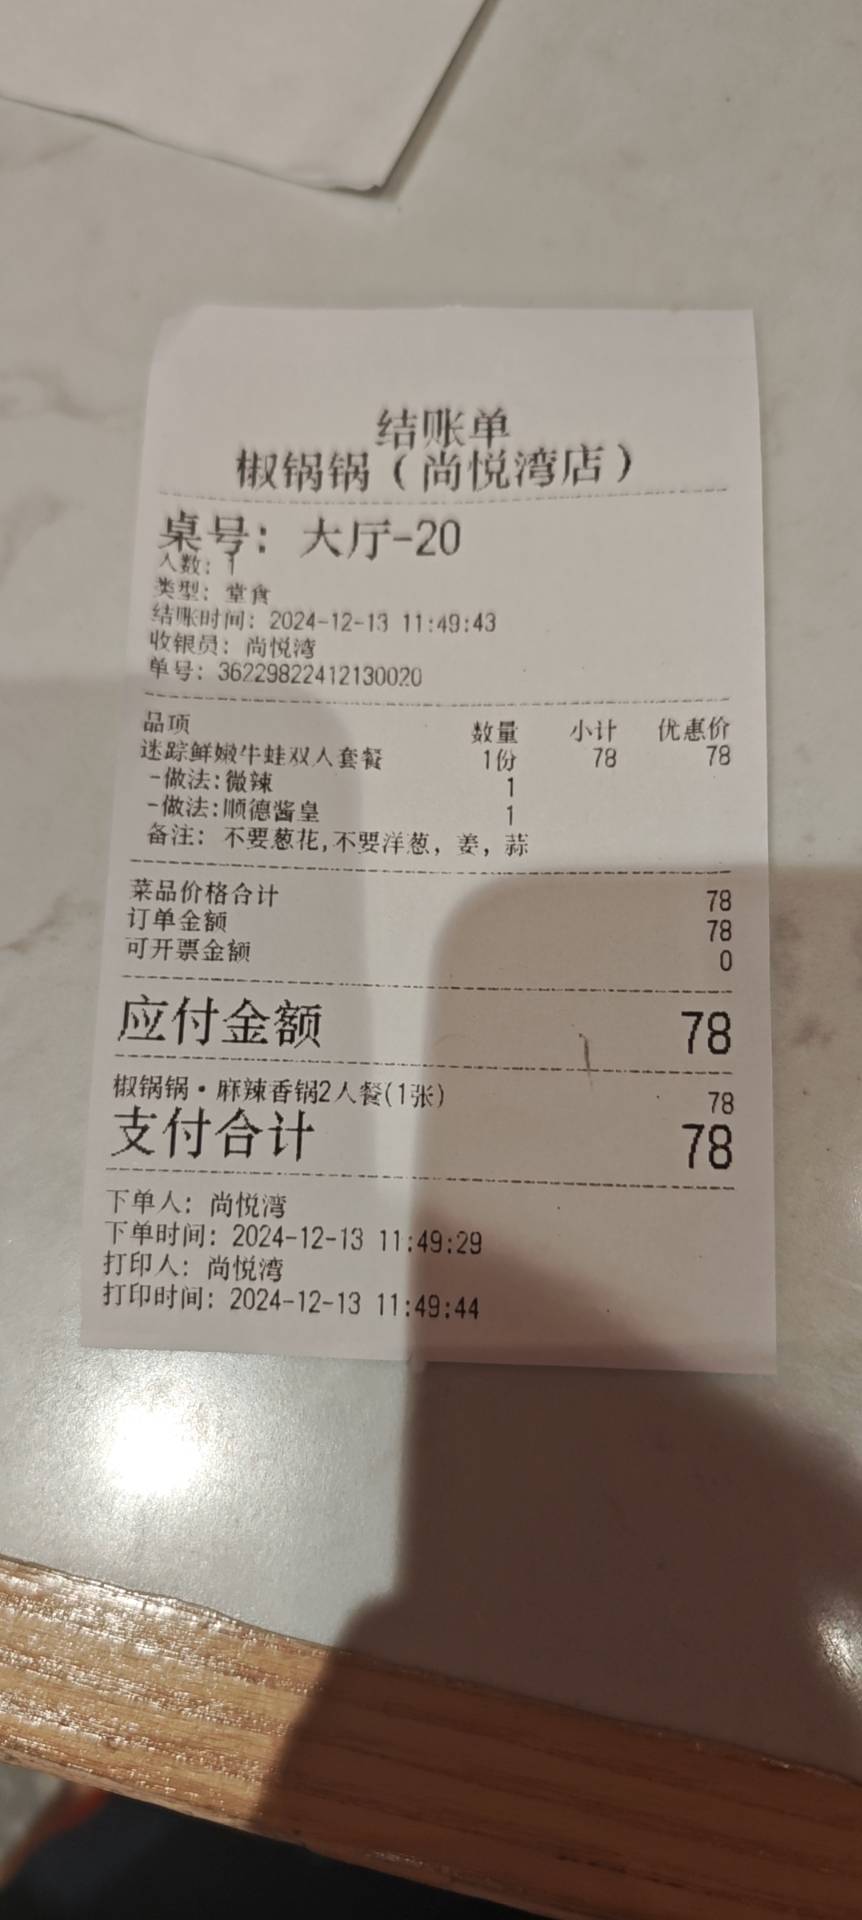 结账单
椒锅锅（尚悦湾店）
桌号：大厅-20
人数：1
类型：堂食
结账时间：2024-12-13 11:49:43
收银员：尚悦湾
单号：36229822412130020
品项 数量 小计 优惠价
迷踪鲜嫩牛蛙双人套餐 1份 78 78
-做法:微辣 1
-做法:顺德酱皇 1
备注：不要葱花,不要洋葱，姜，蒜
菜品价格合计 78
订单金额 78
可开票金额 0
应付金额 78
椒锅锅·麻辣香锅2人餐(1张) 78
支付合计 78
下单人：尚悦湾
下单时间：2024-12-13 11:49:29
打印人：尚悦湾
打印时间：2024-12-13 11:49:44